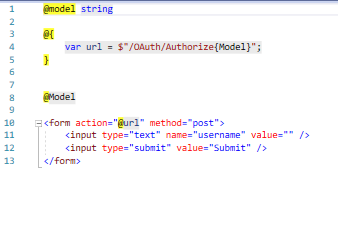 1 @model string
2
3 @{
4 var url = $"/OAuth/Authorize{Model}";
5 }
6
7
8 @Model
9
10 <form action="@url" method="post">
11 <input type="text" name="username" value="" />
12 <input type="submit" value="Submit" />
13 </form>